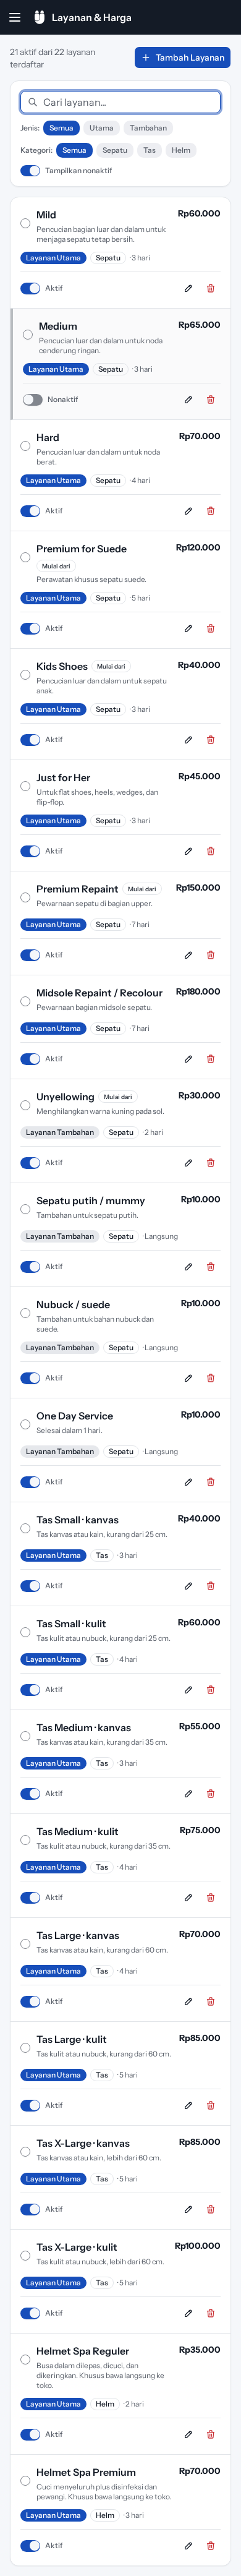 Layanan & Harga
21 aktif dari 22 layanan
terdaftar
+ Tambah Layanan
Cari layanan...
Jenis: Semua Utama Tambahan
Kategori: Semua Sepatu Tas Helm
Tampilkan nonaktif
Mild Rp60.000
Pencucian bagian luar dan dalam untuk
menjaga sepatu tetap bersih.
Layanan Utama Sepatu ·3 hari
Aktif
Medium Rp65.000
Pencucian luar dan dalam untuk noda
cenderung ringan.
Layanan Utama Sepatu ·3 hari
Nonaktif
Hard Rp70.000
Pencucian luar dan dalam untuk noda
berat.
Layanan Utama Sepatu ·4 hari
Aktif
Premium for Suede Rp120.000
Mulai dari
Perawatan khusus sepatu suede.
Layanan Utama Sepatu ·5 hari
Aktif
Kids Shoes Mulai dari Rp40.000
Pencucian luar dan dalam untuk sepatu
anak.
Layanan Utama Sepatu ·3 hari
Aktif
Just for Her Rp45.000
Untuk flat shoes, heels, wedges, dan
flip-flop.
Layanan Utama Sepatu ·3 hari
Aktif
Premium Repaint Mulai dari Rp150.000
Pewarnaan sepatu di bagian upper.
Layanan Utama Sepatu ·7 hari
Aktif
Midsole Repaint / Recolour Rp180.000
Pewarnaan bagian midsole sepatu.
Layanan Utama Sepatu ·7 hari
Aktif
Unyellowing Mulai dari Rp30.000
Menghilangkan warna kuning pada sol.
Layanan Tambahan Sepatu ·2 hari
Aktif
Sepatu putih / mummy Rp10.000
Tambahan untuk sepatu putih.
Layanan Tambahan Sepatu ·Langsung
Aktif
Nubuck / suede Rp10.000
Tambahan untuk bahan nubuck dan
suede.
Layanan Tambahan Sepatu ·Langsung
Aktif
One Day Service Rp10.000
Selesai dalam 1 hari.
Layanan Tambahan Sepatu ·Langsung
Aktif
Tas Small · kanvas Rp40.000
Tas kanvas atau kain, kurang dari 25 cm.
Layanan Utama Tas ·3 hari
Aktif
Tas Small · kulit Rp60.000
Tas kulit atau nubuck, kurang dari 25 cm.
Layanan Utama Tas ·4 hari
Aktif
Tas Medium · kanvas Rp55.000
Tas kanvas atau kain, kurang dari 35 cm.
Layanan Utama Tas ·3 hari
Aktif
Tas Medium · kulit Rp75.000
Tas kulit atau nubuck, kurang dari 35 cm.
Layanan Utama Tas ·4 hari
Aktif
Tas Large · kanvas Rp70.000
Tas kanvas atau kain, kurang dari 60 cm.
Layanan Utama Tas ·4 hari
Aktif
Tas Large · kulit Rp85.000
Tas kulit atau nubuck, kurang dari 60 cm.
Layanan Utama Tas ·5 hari
Aktif
Tas X-Large · kanvas Rp85.000
Tas kanvas atau kain, lebih dari 60 cm.
Layanan Utama Tas ·5 hari
Aktif
Tas X-Large · kulit Rp100.000
Tas kulit atau nubuck, lebih dari 60 cm.
Layanan Utama Tas ·5 hari
Aktif
Helmet Spa Reguler Rp35.000
Busa dalam dilepas, dicuci, dan
dikeringkan. Khusus bawa langsung ke
toko.
Layanan Utama Helm ·2 hari
Aktif
Helmet Spa Premium Rp70.000
Cuci menyeluruh plus disinfeksi dan
pewangi. Khusus bawa langsung ke toko.
Layanan Utama Helm ·3 hari
Aktif